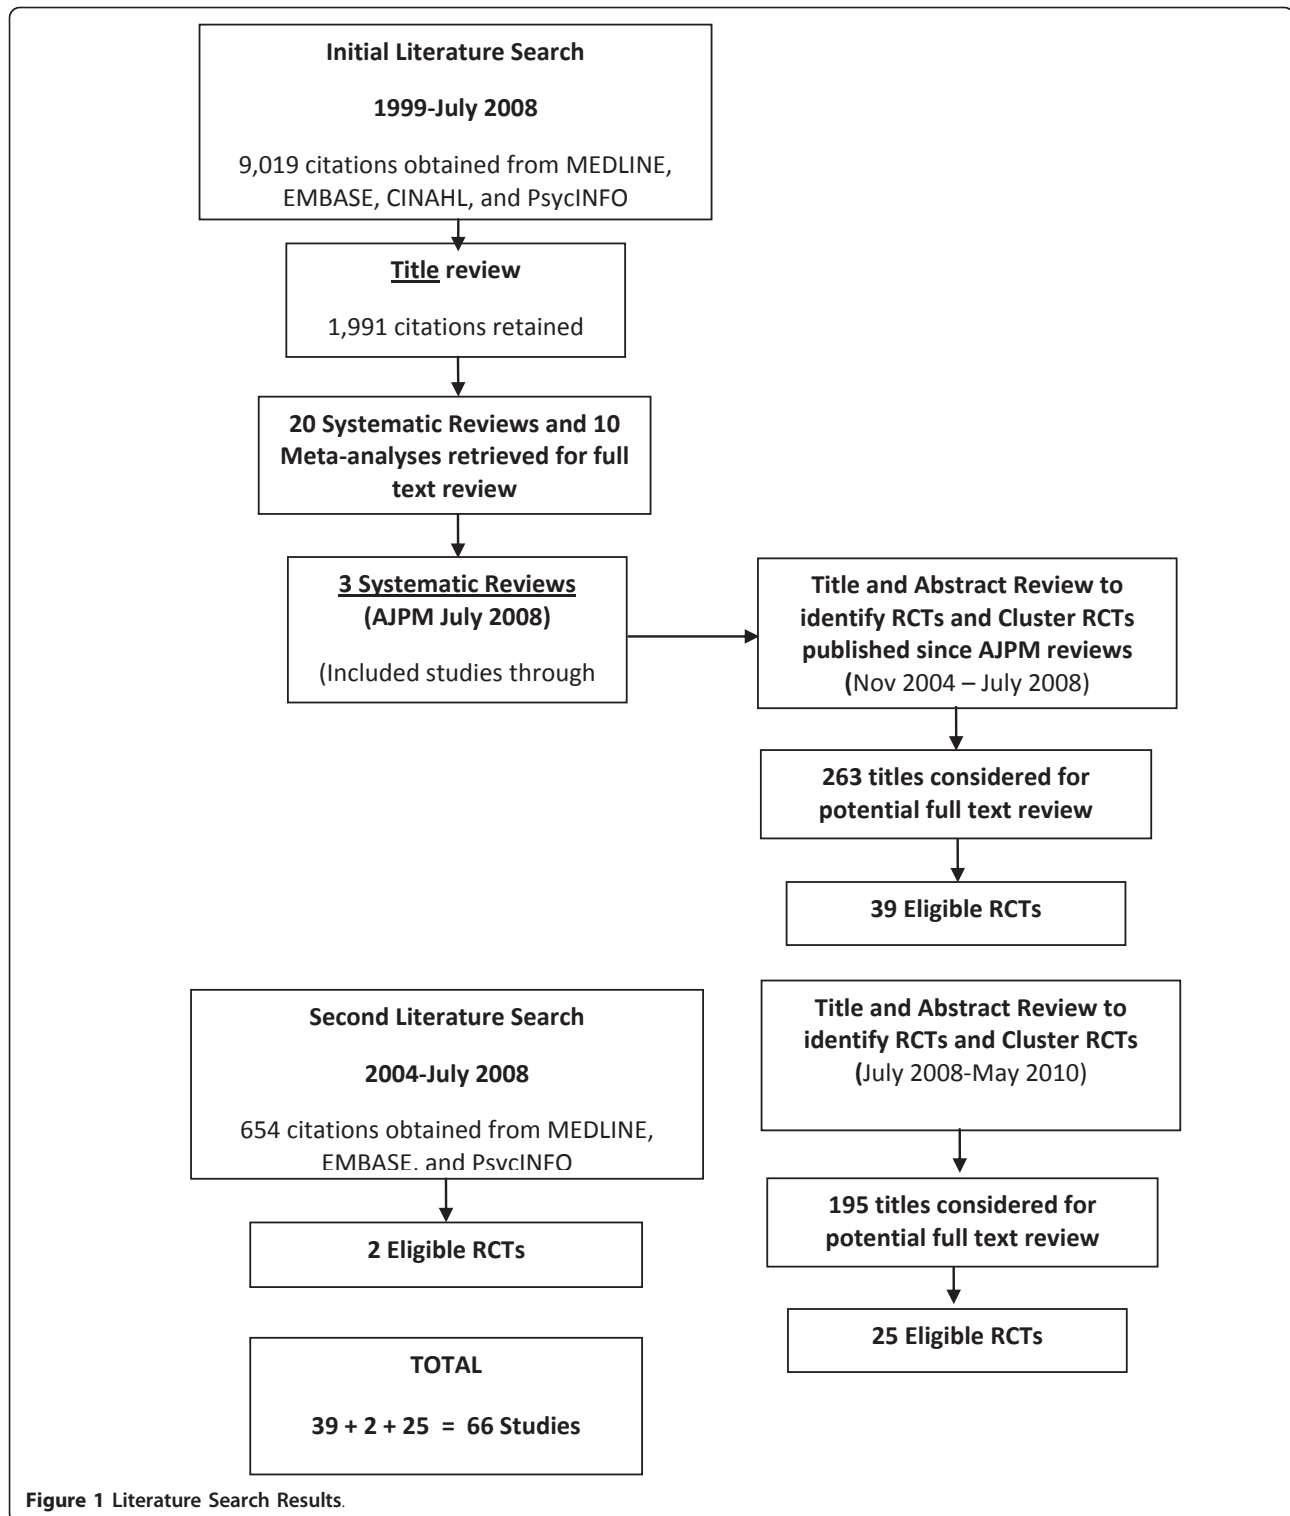 Initial Literature Search
1999-July 2008
9,019 citations obtained from MEDLINE,
EMBASE, CINAHL, and PsycINFO
Title review
1,991 citations retained
20 Systematic Reviews and 10
Meta-analyses retrieved for full
text review
3 Systematic Reviews
(AJPM July 2008)
(Included studies through
Title and Abstract Review to
identify RCTs and Cluster RCTs
published since AJPM reviews
(Nov 2004 – July 2008)
263 titles considered for
potential full text review
39 Eligible RCTs
Second Literature Search
2004-July 2008
654 citations obtained from MEDLINE,
EMBASE, and PsycINFO
2 Eligible RCTs
Title and Abstract Review to
identify RCTs and Cluster RCTs
(July 2008-May 2010)
195 titles considered for
potential full text review
25 Eligible RCTs
TOTAL
39 + 2 + 25 = 66 Studies
Figure 1 Literature Search Results.